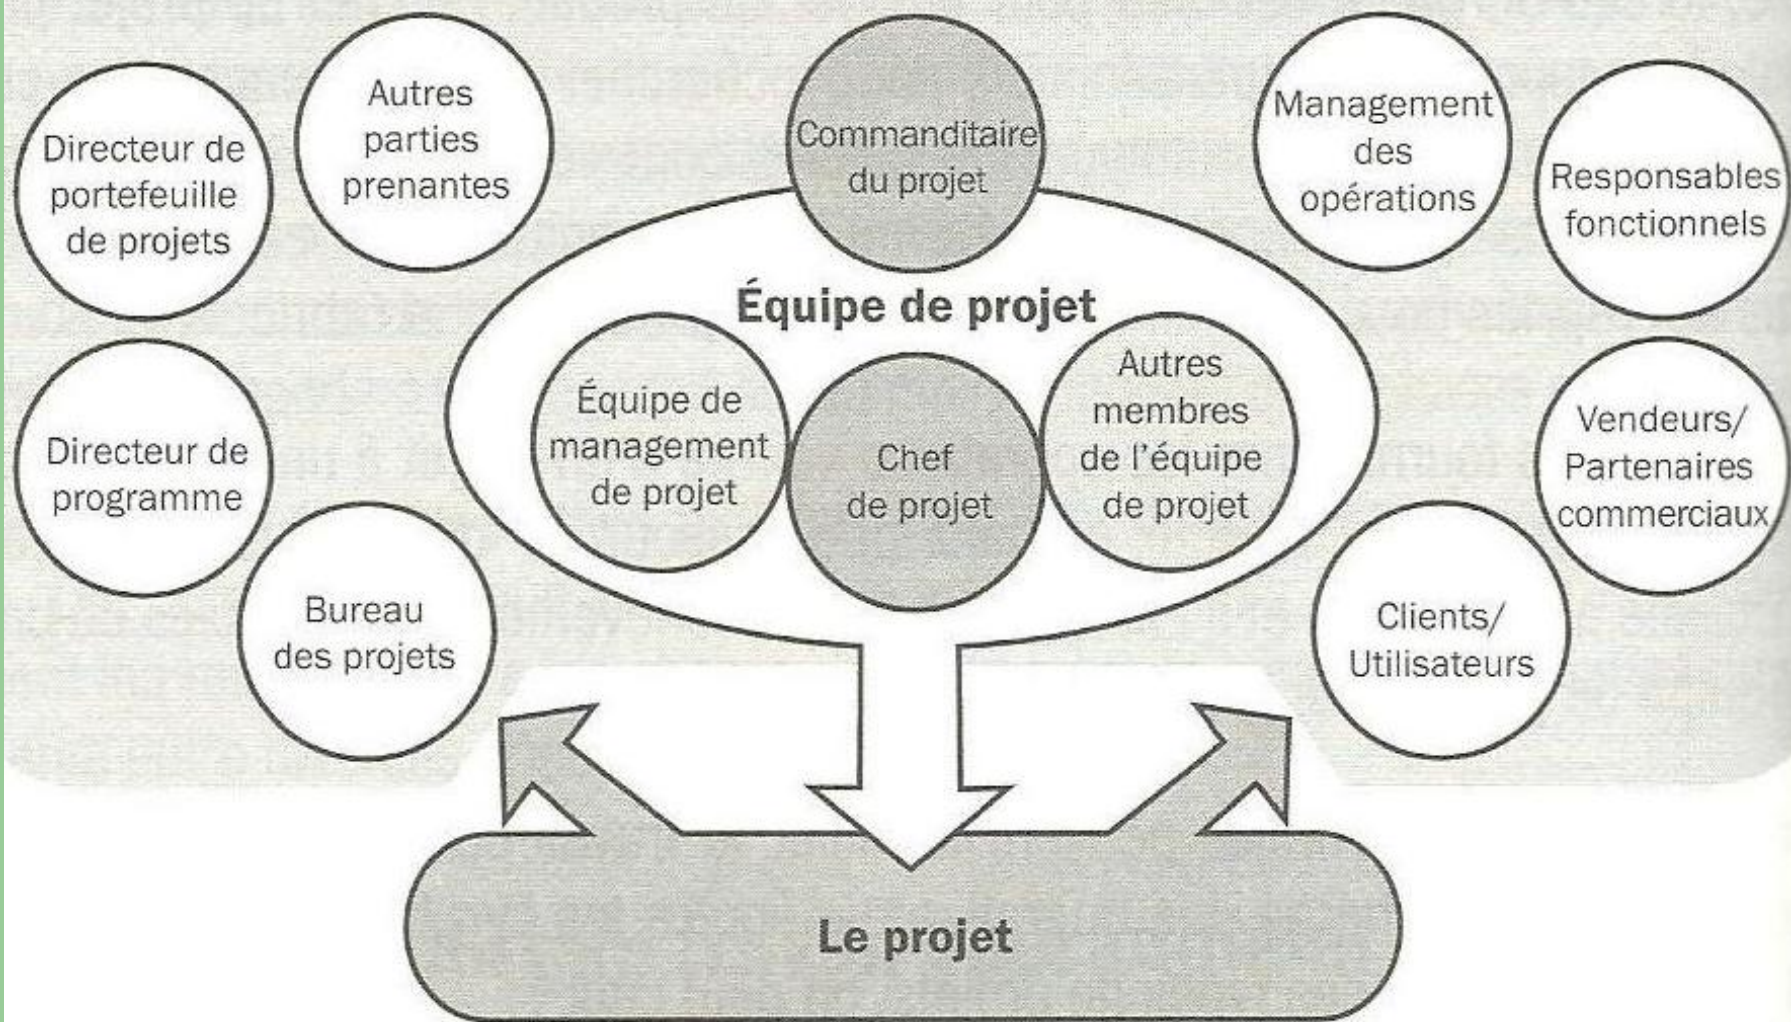 Directeur de
portefeuille
de projets
Autres
parties
prenantes
Commanditaire
du projet
Management
des
opérations
Responsables
fonctionnels
Équipe de projet
Directeur de
programme
Équipe de
management
de projet
Chef
de projet
Autres
membres
de l'équipe
de projet
Vendeurs/
Partenaires
commerciaux
Bureau
des projets
Clients/
Utilisateurs
Le projet